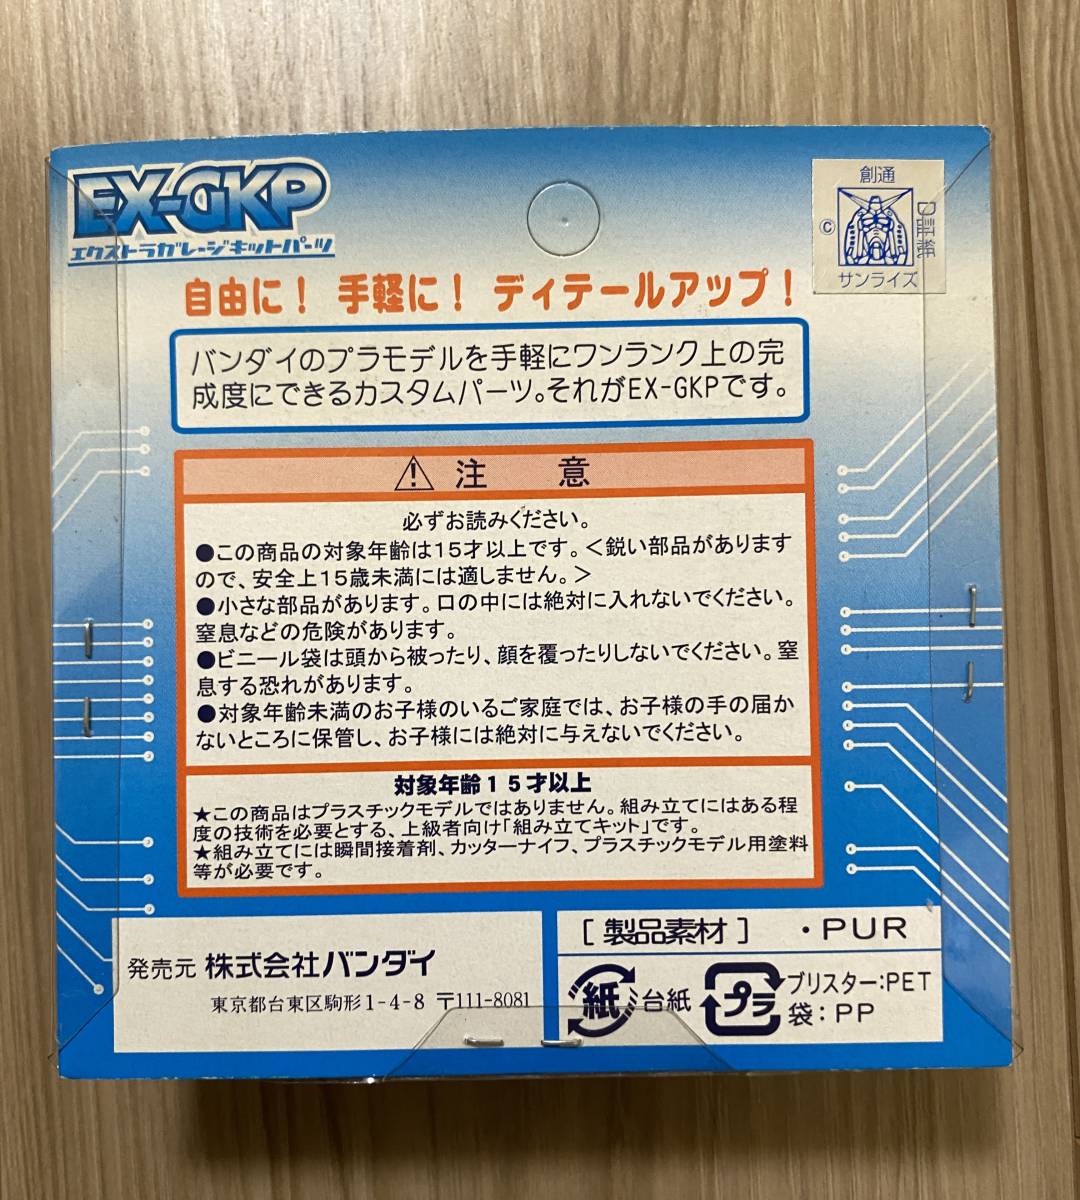 EX-GKP
エクストラガレージキットパーツ
創通
©
D証紙
サンライズ
自由に！ 手軽に！ ディテールアップ！
バンダイのプラモデルを手軽にワンランク上の完
成度にできるカスタムパーツ。それがEX-GKPです。
注 意
必ずお読みください。
●この商品の対象年齢は15才以上です。＜鋭い部品があります
ので、安全上15歳未満には適しません。＞
●小さな部品があります。口の中には絶対に入れないでください。
窒息などの危険があります。
●ビニール袋は頭から被ったり、顔を覆ったりしないでください。窒
息する恐れがあります。
●対象年齢未満のお子様のいるご家庭では、お子様の手の届か
ないところに保管し、お子様には絶対に与えないでください。
対象年齢15才以上
★この商品はプラスチックモデルではありません。組み立てにはある程
度の技術を必要とする、上級者向け「組み立てキット」です。
★組み立てには瞬間接着剤、カッターナイフ、プラスチックモデル用塗料
等が必要です。
発売元 株式会社バンダイ
東京都台東区駒形1-4-8 〒111-8081
[製品素材] ・PUR
紙 台紙
プラ ブリスター:PET
袋:PP